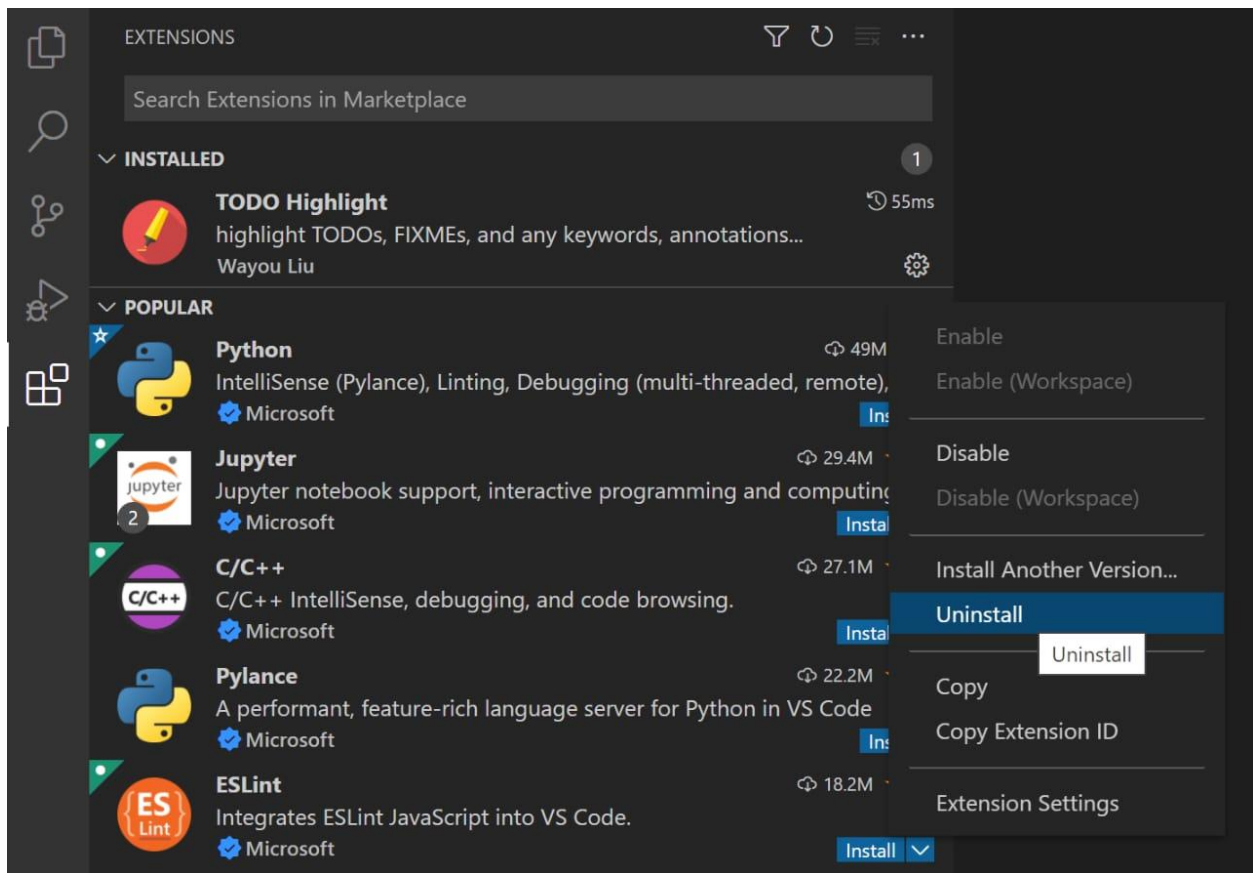 EXTENSIONS
Search Extensions in Marketplace
INSTALLED
1
TODO Highlight
55ms
highlight TODOs, FIXMEs, and any keywords, annotations...
Wayou Liu
POPULAR
Python
49M
IntelliSense (Pylance), Linting, Debugging (multi-threaded, remote),
Microsoft
Ins
Jupyter
29.4M
jupyter
2
Jupyter notebook support, interactive programming and computing
Microsoft
Instal
C/C++
27.1M
C/C++
C/C++ IntelliSense, debugging, and code browsing.
Microsoft
Instal
Pylance
22.2M
A performant, feature-rich language server for Python in VS Code
Microsoft
Ins
ESLint
18.2M
ES
Lint
Integrates ESLint JavaScript into VS Code.
Microsoft
Install
Enable
Enable (Workspace)
Disable
Disable (Workspace)
Install Another Version...
Uninstall
Uninstall
Copy
Copy Extension ID
Extension Settings